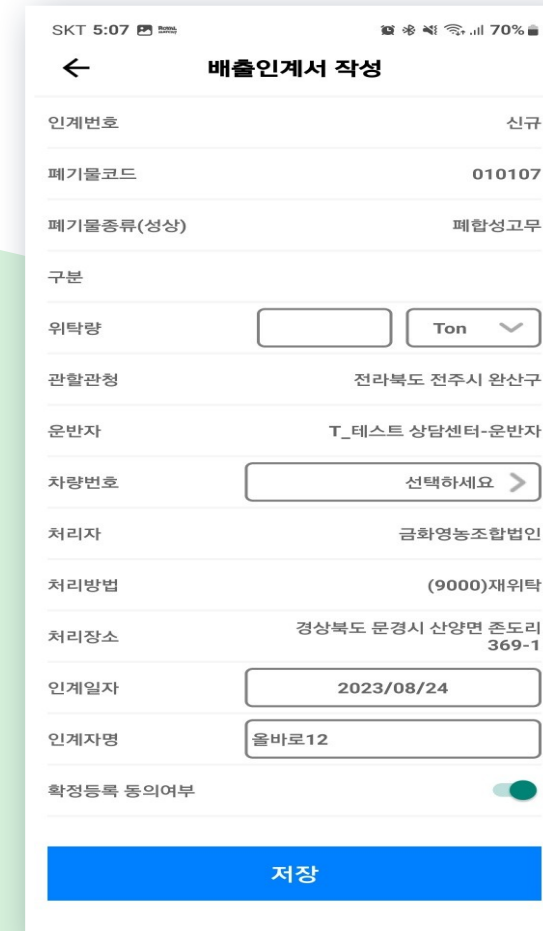 SKT 5:07
70%
배출인계서 작성
인계번호 신규
폐기물코드 010107
폐기물종류(성상) 폐합성고무
구분
위탁량 Ton
관할관청 전라북도 전주시 완산구
운반자 T_테스트 상담센터-운반자
차량번호 선택하세요
처리자 금화영농조합법인
처리방법 (9000)재위탁
처리장소 경상북도 문경시 산양면 존도리
369-1
인계일자 2023/08/24
인계자명 올바로12
확정등록 동의여부
저장